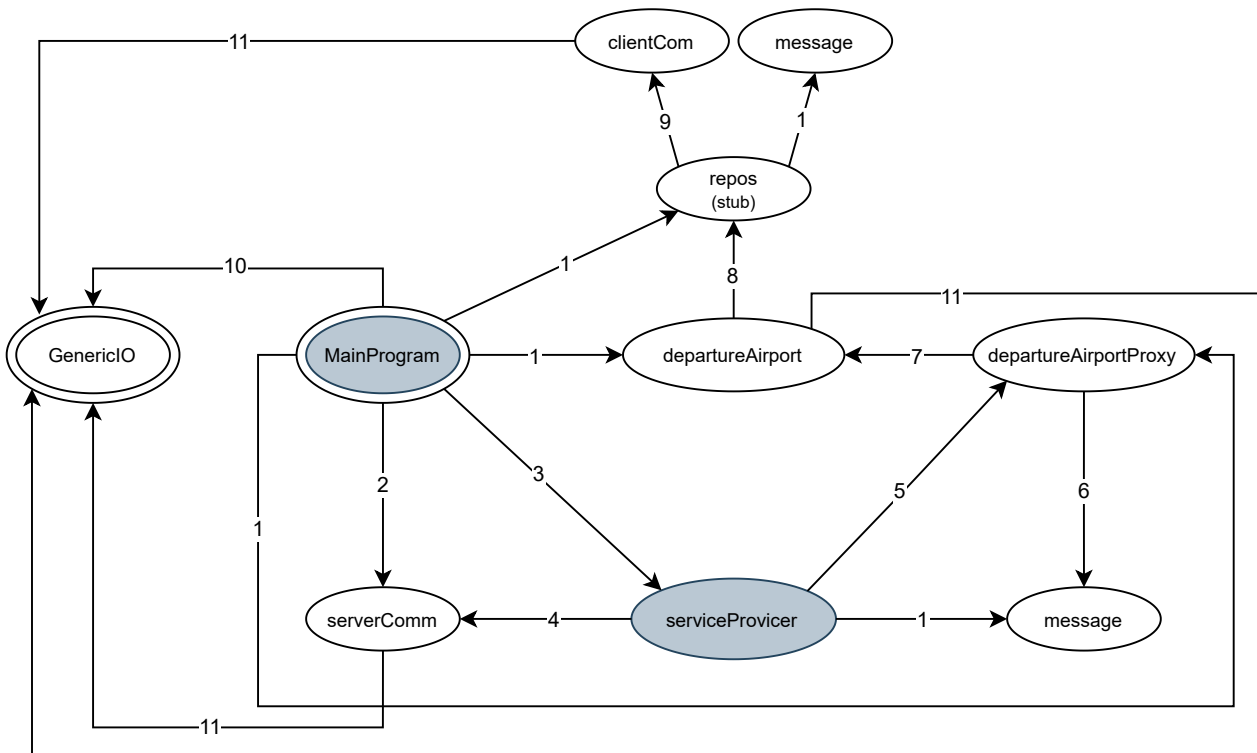 clientCom
message
11
9
1
repos
(stub)
10
1
8
11
GenericIO
MainProgram
1
departureAirport
7
departureAirportProxy
2
3
5
6
1
serverComm
4
serviceProvicer
1
message
11